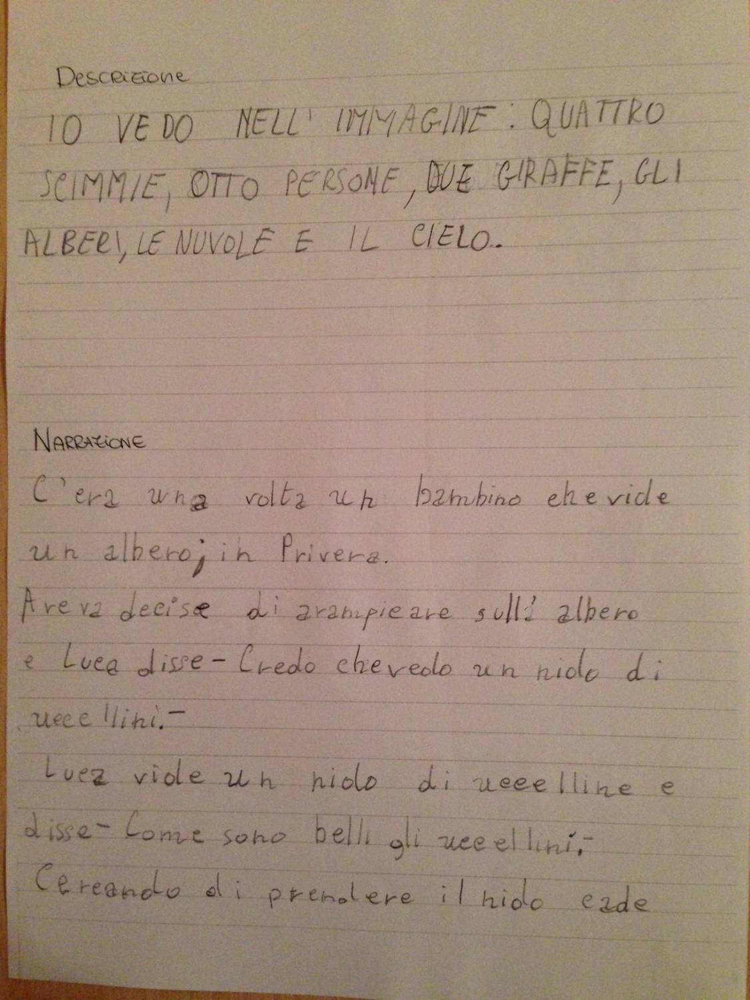 Descrizione
IO VEDO NELL' IMMAGINE: QUATTRO
SCIMMIE, OTTO PERSONE, DUE GIRAFFE, GLI
ALBERI, LE NUVOLE E IL CIELO.
NARRAZIONE
C'era una volta un bambino che vide
un albero; in Privera.
Aveva decise di arampicare sull' albero
e Luca disse - Credo che vedo un nido di
uccellini. -
Luca vide un nido di uccelline e
disse - Come sono belli gli uccellini. -
Cercando di prendere il nido cade